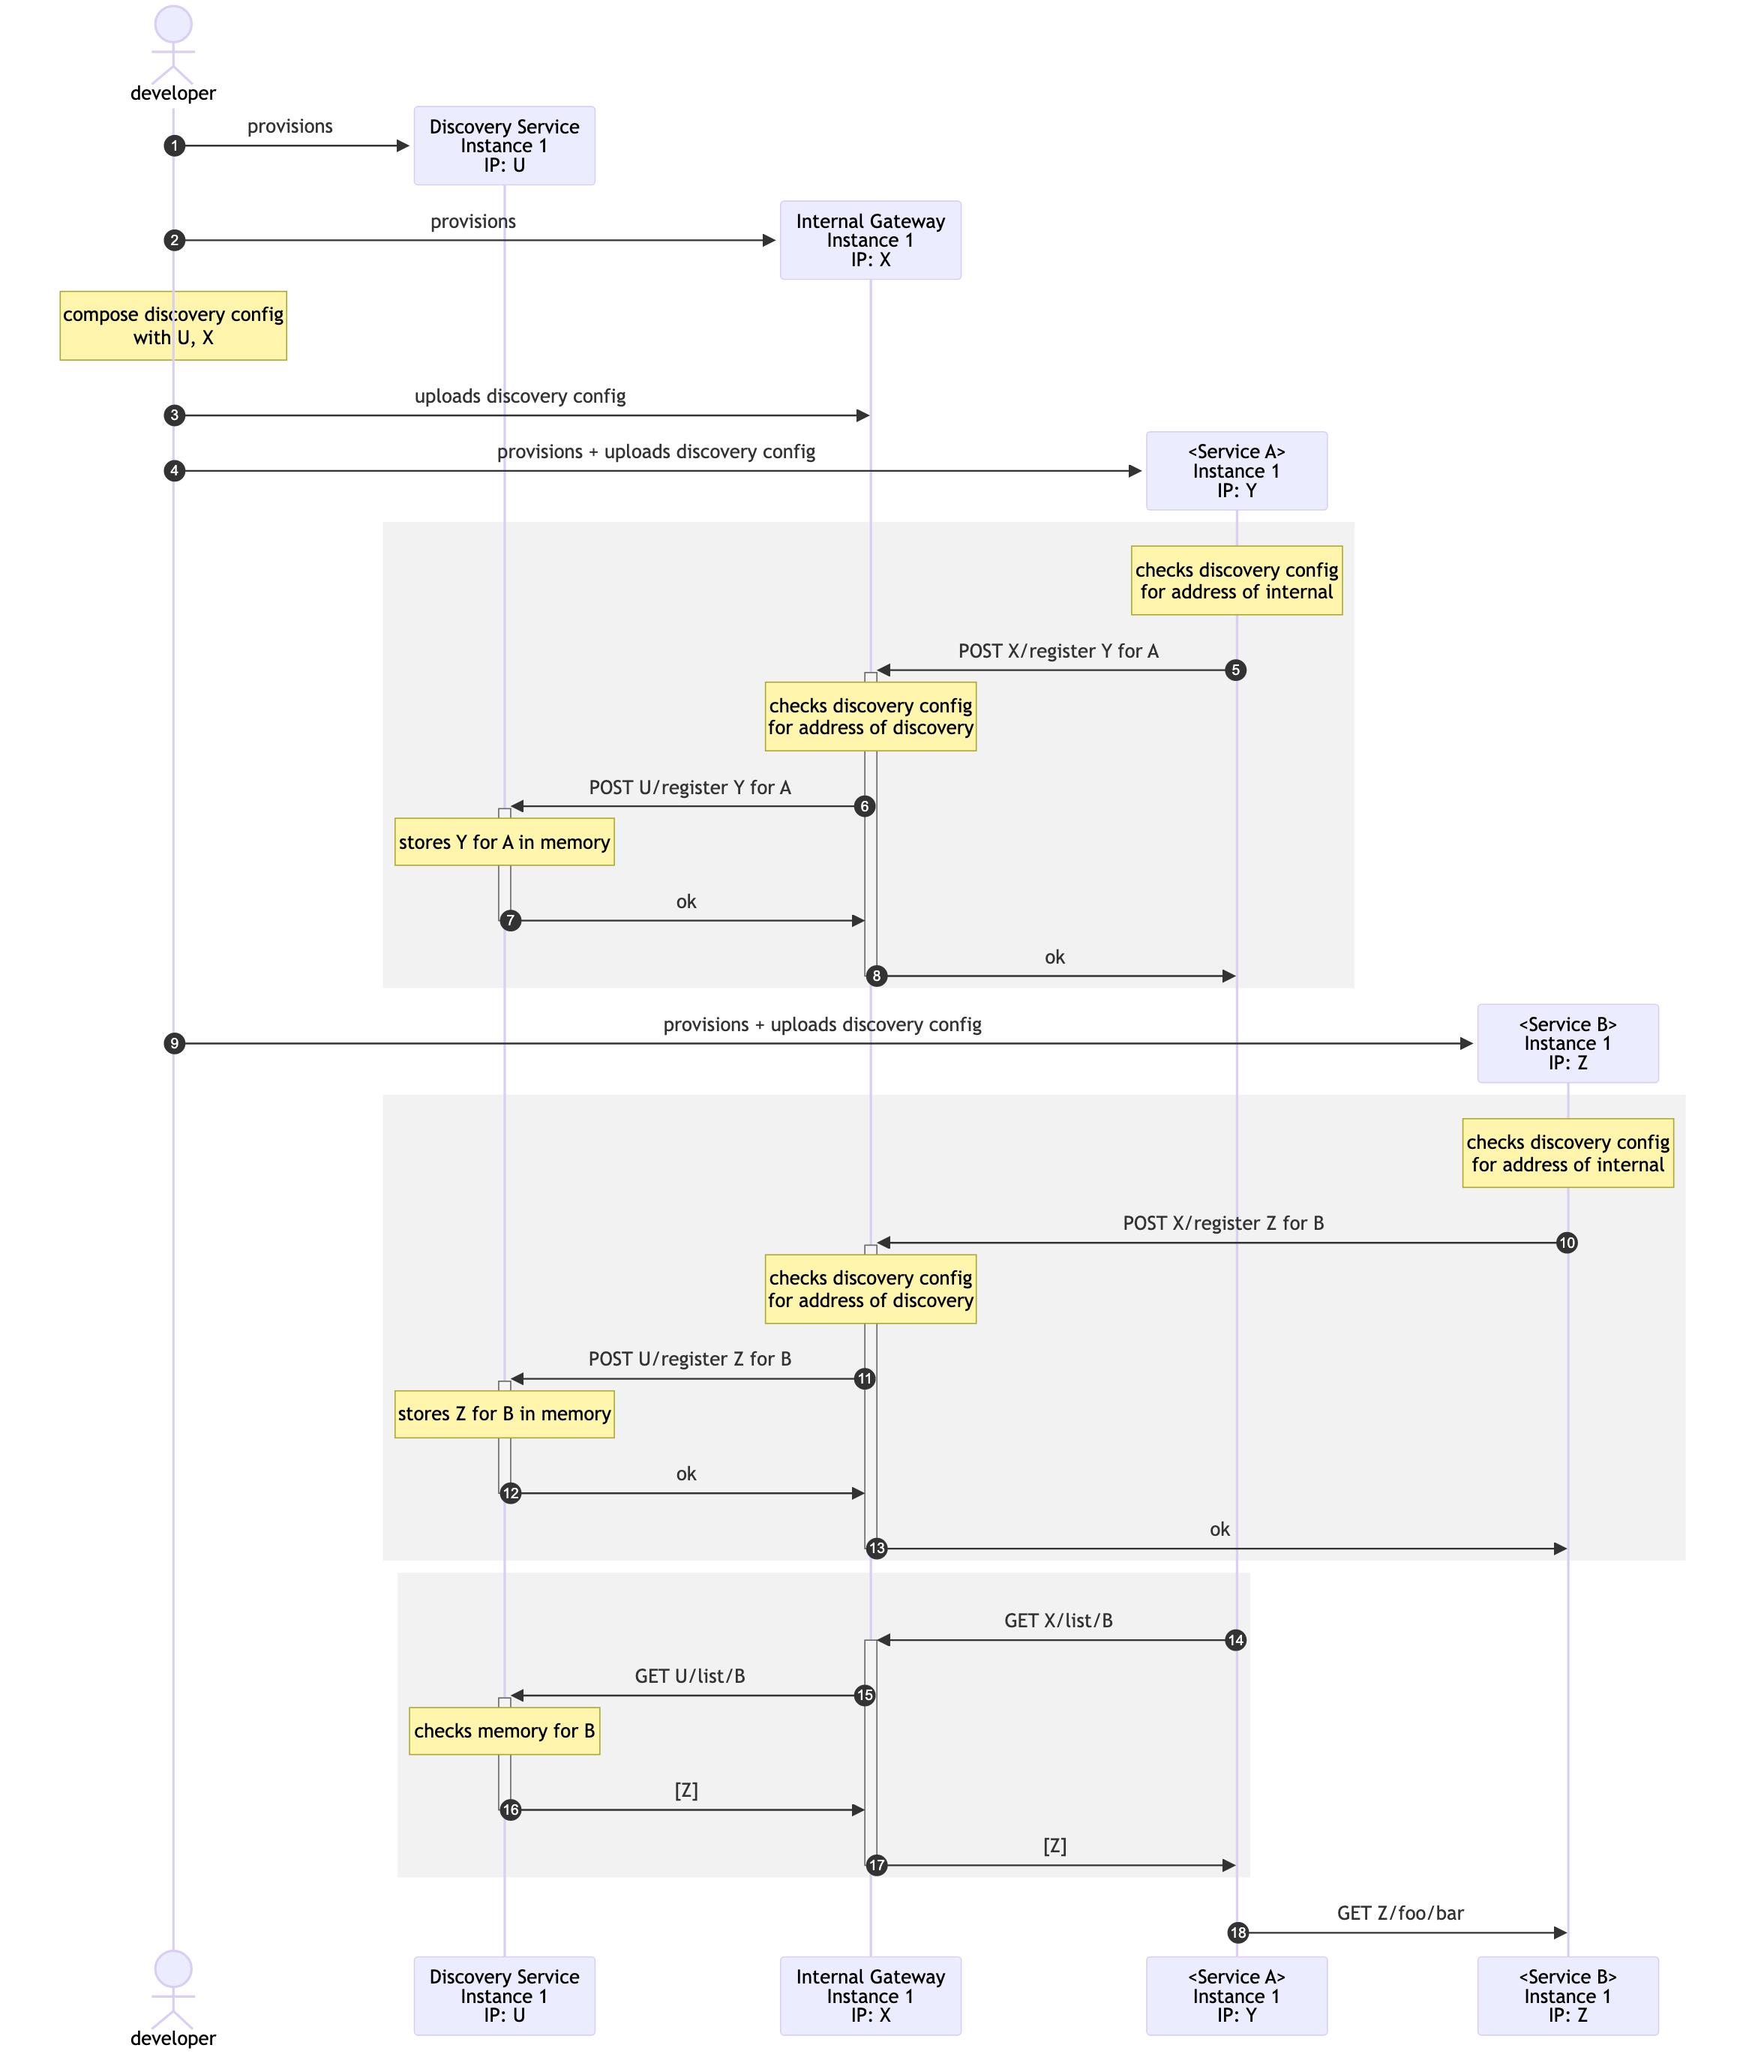 developer
provisions
1
Discovery Service
Instance 1
IP: U
provisions
2
Internal Gateway
Instance 1
IP: X
compose discovery config
with U, X
uploads discovery config
3
provisions + uploads discovery config
4
<Service A>
Instance 1
IP: Y
checks discovery config
for address of internal
POST X/register Y for A
5
checks discovery config
for address of discovery
POST U/register Y for A
6
stores Y for A in memory
ok
7
ok
8
provisions + uploads discovery config
9
<Service B>
Instance 1
IP: Z
checks discovery config
for address of internal
POST X/register Z for B
10
checks discovery config
for address of discovery
POST U/register Z for B
11
stores Z for B in memory
ok
12
ok
13
GET X/list/B
14
GET U/list/B
15
checks memory for B
[Z]
16
[Z]
17
GET Z/foo/bar
18
developer
Discovery Service
Instance 1
IP: U
Internal Gateway
Instance 1
IP: X
<Service A>
Instance 1
IP: Y
<Service B>
Instance 1
IP: Z